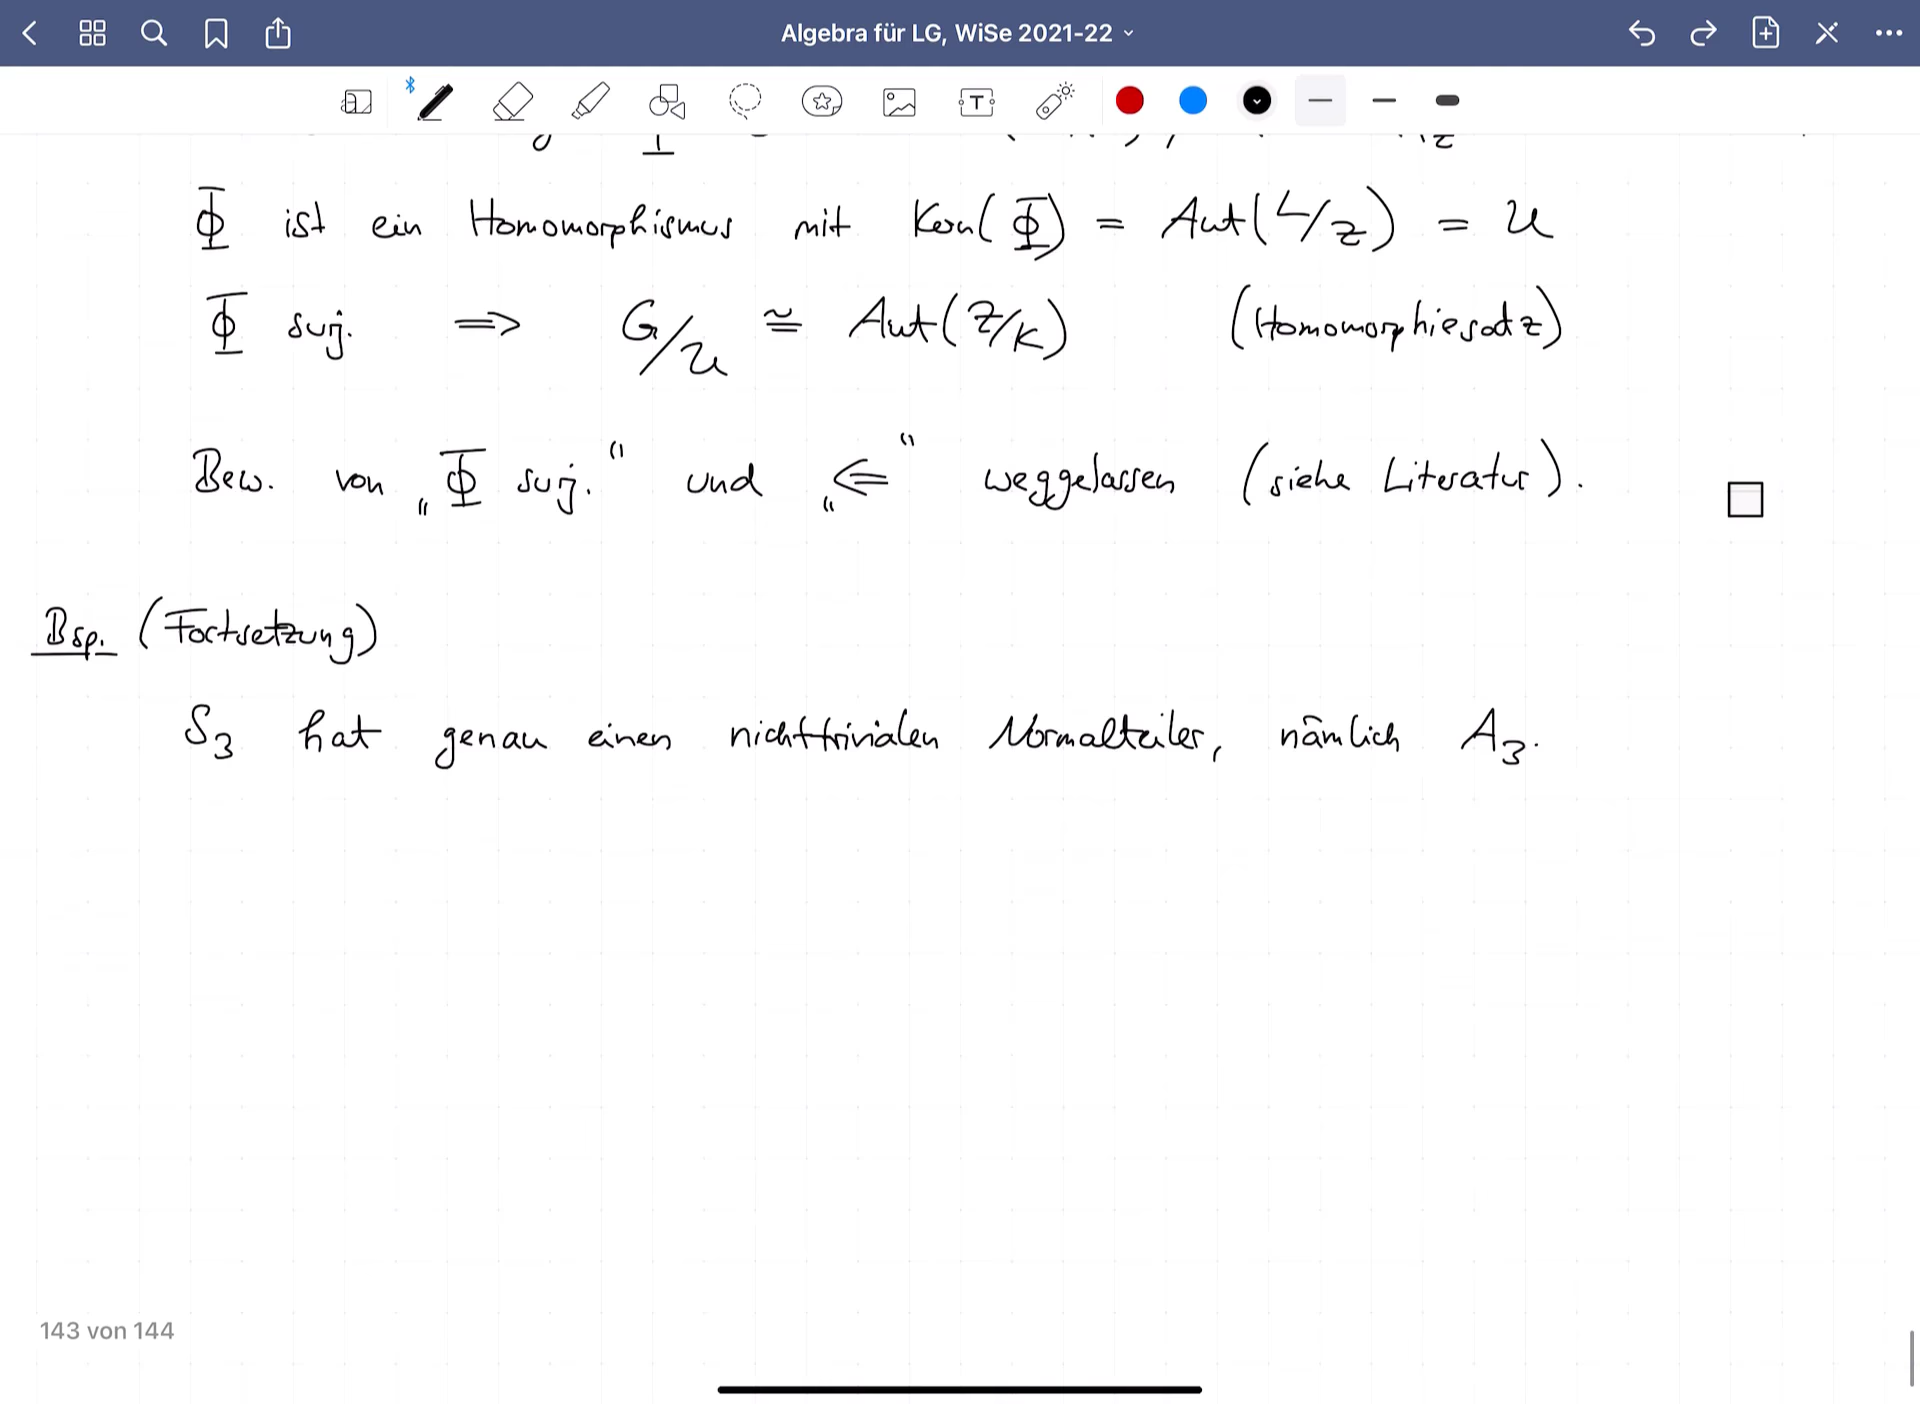 Algebra für LG, WiSe 2021-22
Φ ist ein Homomorphismus mit Kern(Φ) = Aut(L/Z) = U
Φ surj. ⟹ G/U ≅ Aut(Z/K) (Homomorphiesatz)
Bew. von „Φ surj.“ und „⇐“ weggelassen (siehe Literatur). □
Bsp. (Fortsetzung)
S₃ hat genau einen nichttrivialen Normalteiler, nämlich A₃.
143 von 144